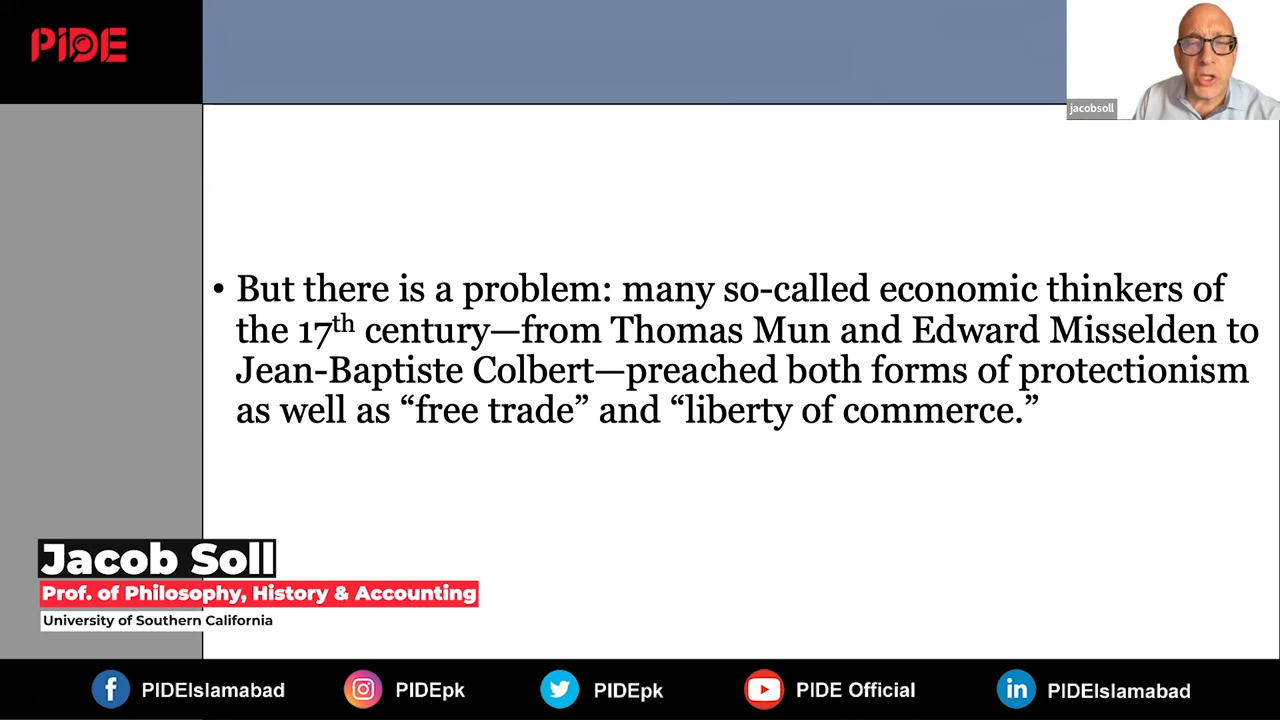 PIDE
jacobsoll
• But there is a problem: many so-called economic thinkers of
the 17th century—from Thomas Mun and Edward Misselden to
Jean-Baptiste Colbert—preached both forms of protectionism
as well as “free trade” and “liberty of commerce.”
Jacob Soll
Prof. of Philosophy, History & Accounting
University of Southern California
PIDEIslamabad
PIDEpk
PIDEpk
PIDE Official
PIDEIslamabad